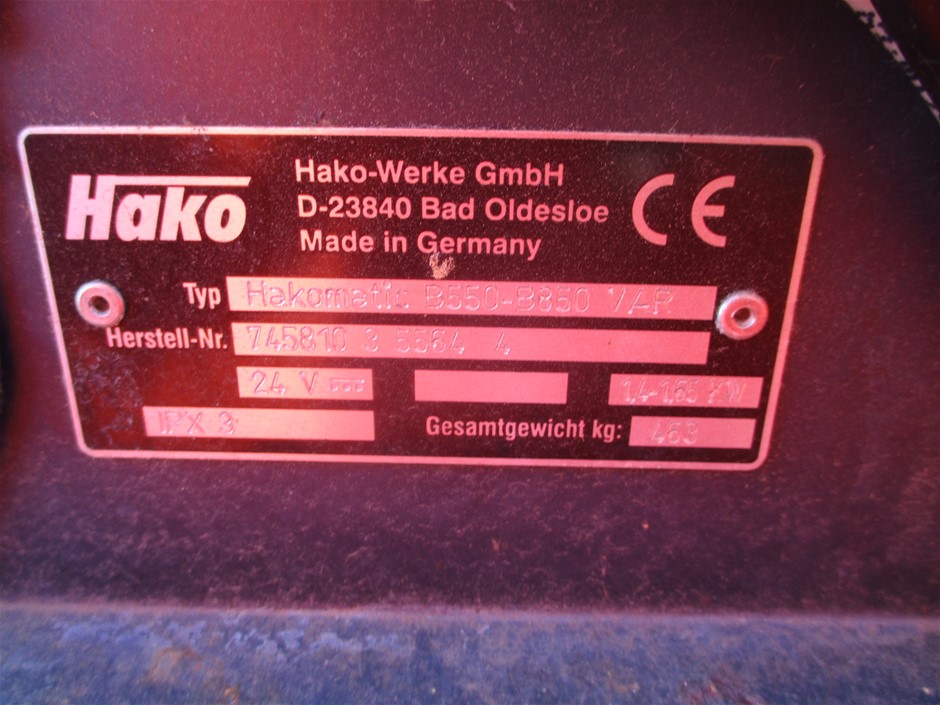 Hako
Hako-Werke GmbH
D-23840 Bad Oldesloe
Made in Germany
CE
Typ Hakomatic B550-B850 VAR
Herstell-Nr. 745810 3 5564 4
24 V
1,4-1,65 KW
IPX 3
Gesamtgewicht kg: 463